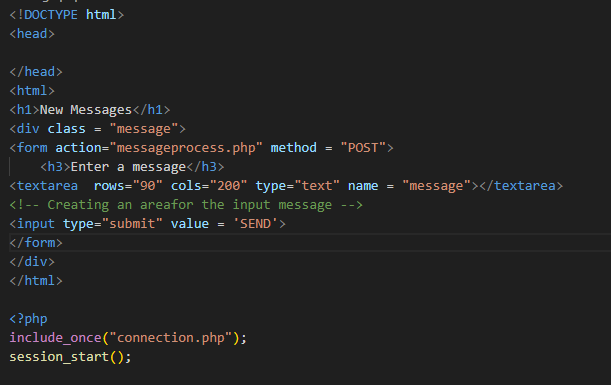 <!DOCTYPE html>
<head>
</head>
<html>
<h1>New Messages</h1>
<div class = "message">
<form action="messageprocess.php" method = "POST">
<h3>Enter a message</h3>
<textarea  rows="90" cols="200" type="text" name = "message"></textarea>
<!-- Creating an areafor the input message -->
<input type="submit" value = 'SEND'>
</form>
</div>
</html>
<?php
include_once("connection.php");
session_start();